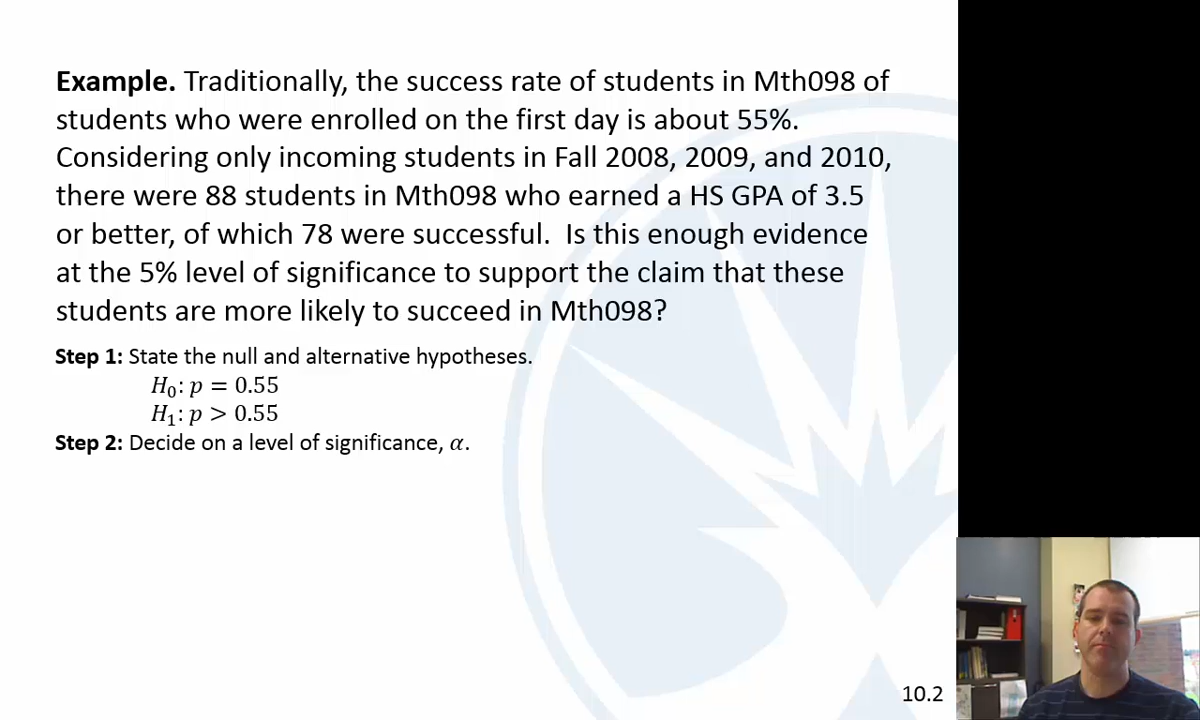 Example. Traditionally, the success rate of students in Mth098 of
students who were enrolled on the first day is about 55%.
Considering only incoming students in Fall 2008, 2009, and 2010,
there were 88 students in Mth098 who earned a HS GPA of 3.5
or better, of which 78 were successful.  Is this enough evidence
at the 5% level of significance to support the claim that these
students are more likely to succeed in Mth098?
Step 1: State the null and alternative hypotheses.
H₀: p = 0.55
H₁: p > 0.55
Step 2: Decide on a level of significance, α.
10.2